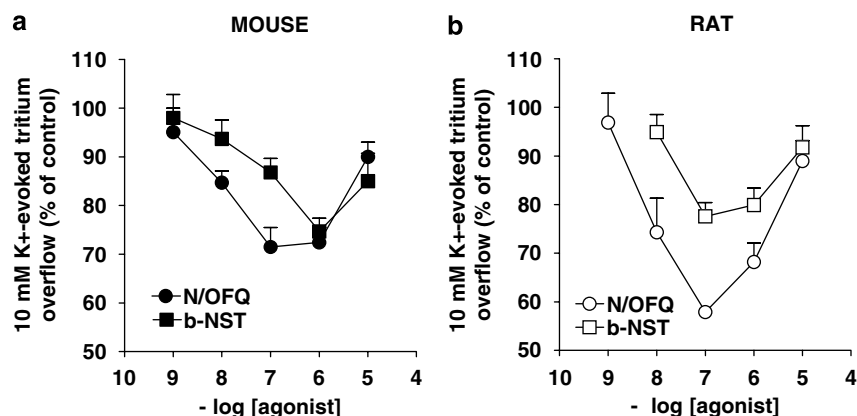 a
MOUSE
10 mM K+-evoked tritium
overflow (% of control)
110
100
90
80
70
60
50
N/OFQ
b-NST
10 9 8 7 6 5 4
- log [agonist]
b
RAT
10 mM K+-evoked tritium
overflow (% of control)
110
100
90
80
70
60
50
N/OFQ
b-NST
10 9 8 7 6 5 4
- log [agonist]